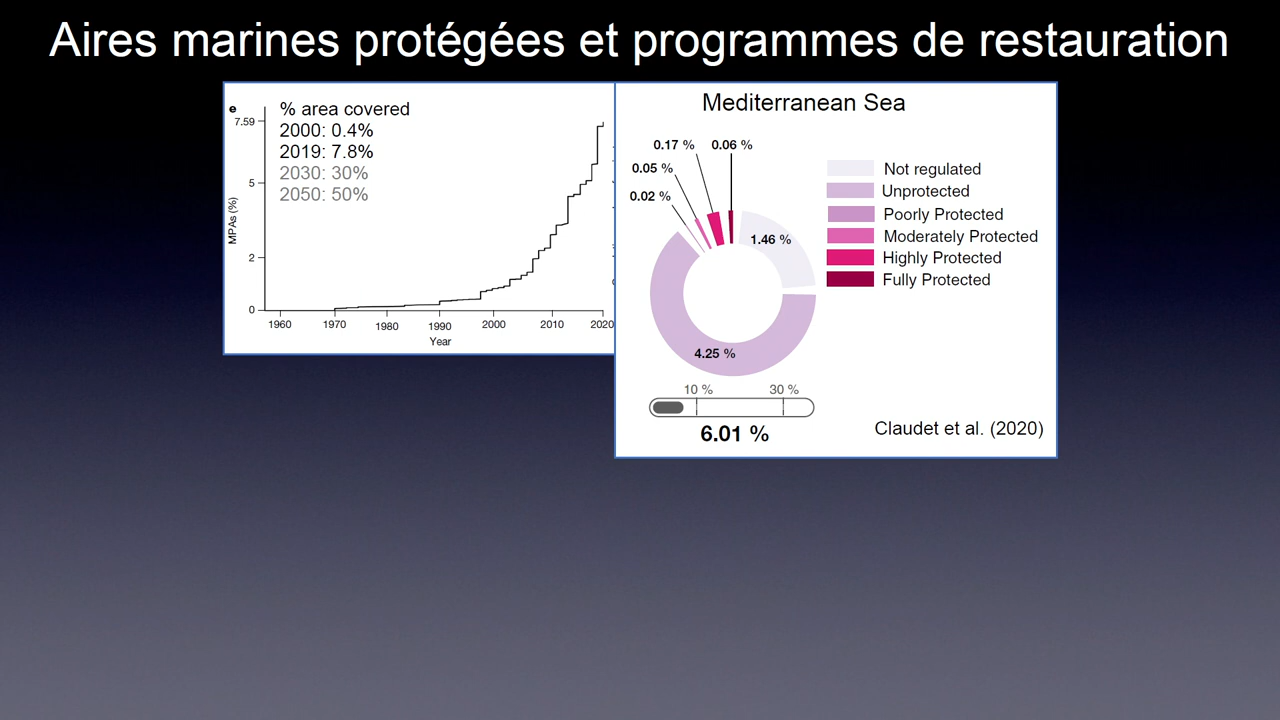 Aires marines protégées et programmes de restauration
e
% area covered
2000: 0.4%
2019: 7.8%
2030: 30%
2050: 50%
7.59
5
2
0
MPAs (%)
1960 1970 1980 1990 2000 2010 2020
Year
Mediterranean Sea
0.17 % 0.06 %
0.05 %
0.02 %
1.46 %
4.25 %
Not regulated
Unprotected
Poorly Protected
Moderately Protected
Highly Protected
Fully Protected
10 % 30 %
6.01 %
Claudet et al. (2020)